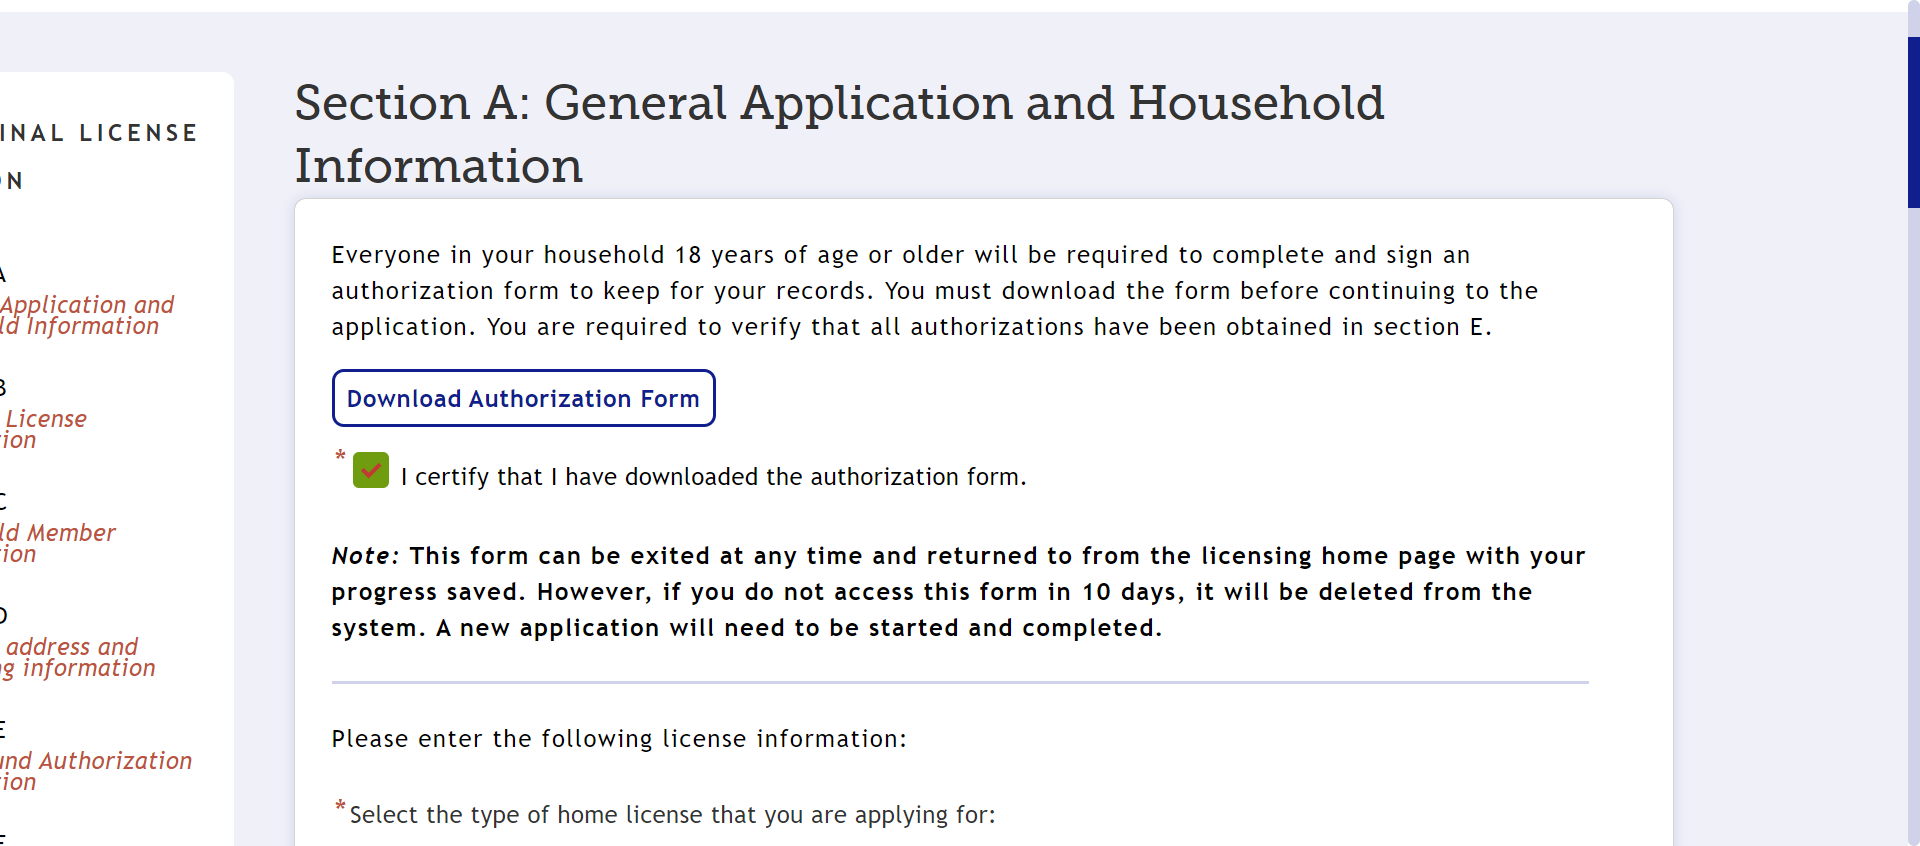 Section A: General Application and Household
Information
INAL LICENSE
ON
A
Application and
ld Information
B
License
tion
C
ld Member
tion
D
address and
ng information
E
und Authorization
tion
F
Everyone in your household 18 years of age or older will be required to complete and sign an
authorization form to keep for your records. You must download the form before continuing to the
application. You are required to verify that all authorizations have been obtained in section E.
Download Authorization Form
* I certify that I have downloaded the authorization form.
Note: This form can be exited at any time and returned to from the licensing home page with your
progress saved. However, if you do not access this form in 10 days, it will be deleted from the
system. A new application will need to be started and completed.
Please enter the following license information:
*Select the type of home license that you are applying for: